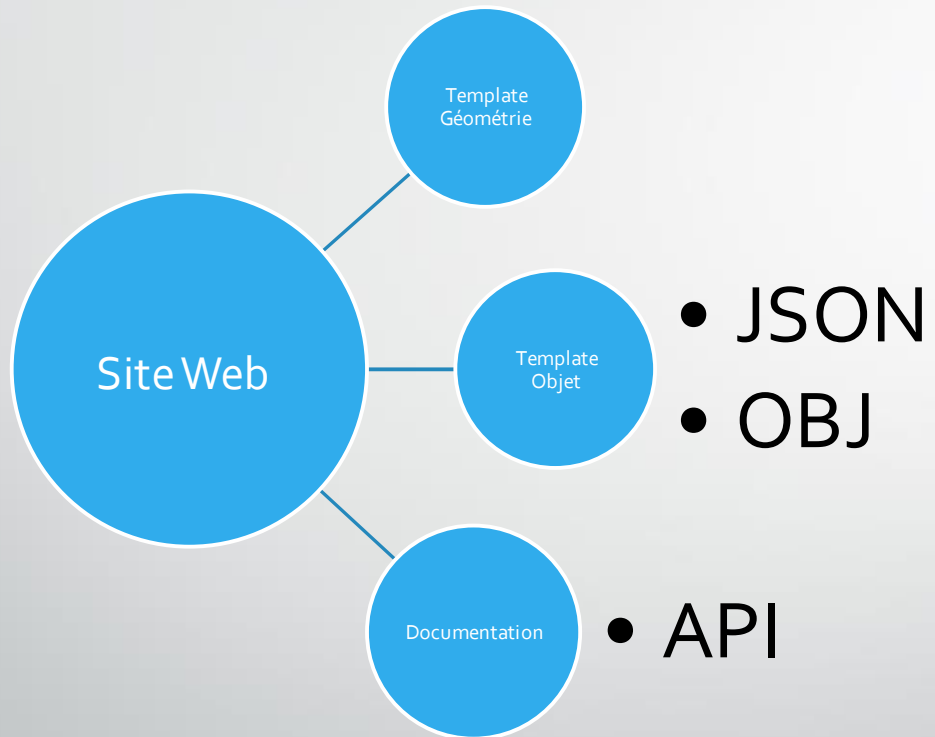 Template
Géométrie
Site Web
Template
Objet
• JSON
• OBJ
Documentation
• API